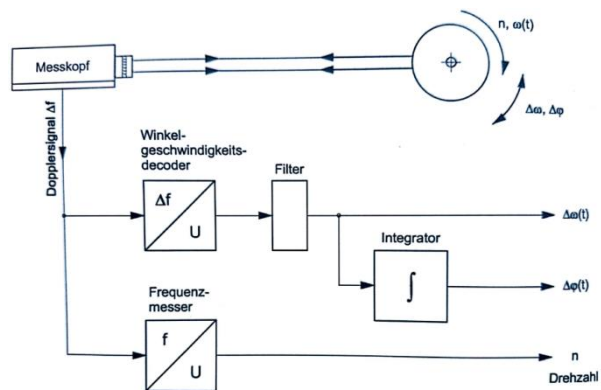 n, ω(t)
Messkopf
Δω, Δφ
Dopplersignal Δf
Winkel-
geschwindigkeits-
decoder
Filter
Δf
U
Δω(t)
Integrator
∫
Δφ(t)
Frequenz-
messer
f
U
n
Drehzahl